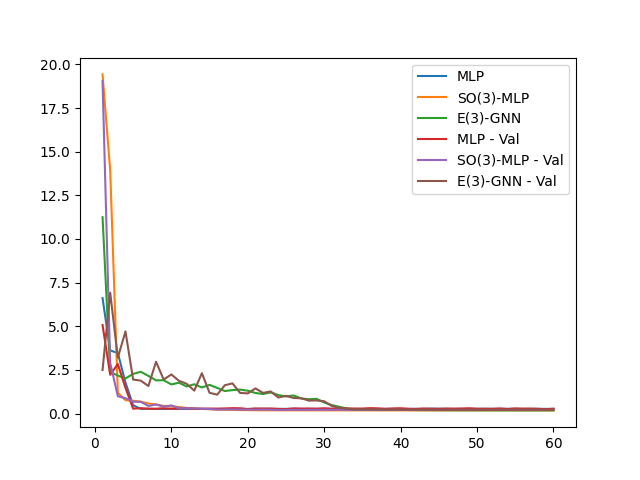 20.0
17.5
15.0
12.5
10.0
7.5
5.0
2.5
0.0
0 10 20 30 40 50 60
MLP
SO(3)-MLP
E(3)-GNN
MLP - Val
SO(3)-MLP - Val
E(3)-GNN - Val